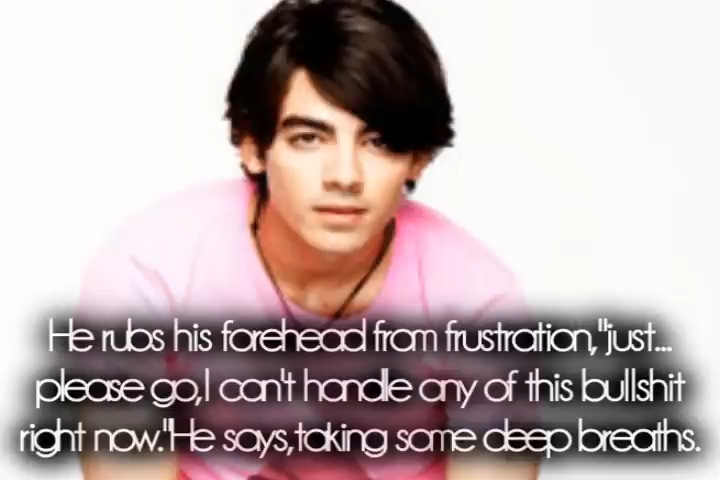 He rubs his forehead from frustration,"just...
please go,I can't handle any of this bullshit
right now."He says,taking some deep breaths.